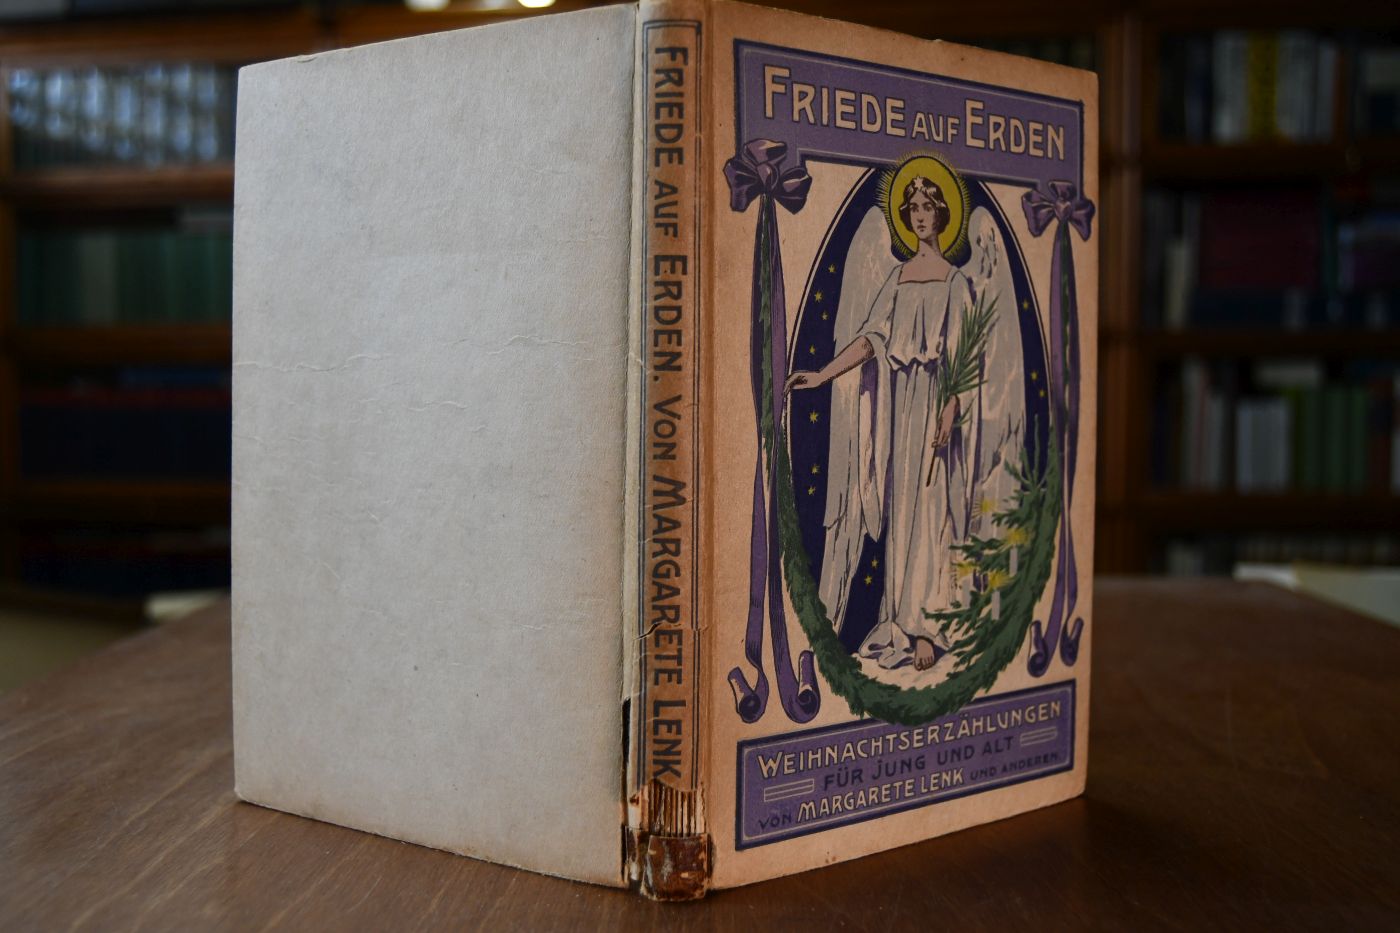 FRIEDE AUF ERDEN. VON MARGARETE LENK
FRIEDE AUF ERDEN
WEIHNACHTSERZÄHLUNGEN
FÜR JUNG UND ALT
VON MARGARETE LENK UND ANDEREN